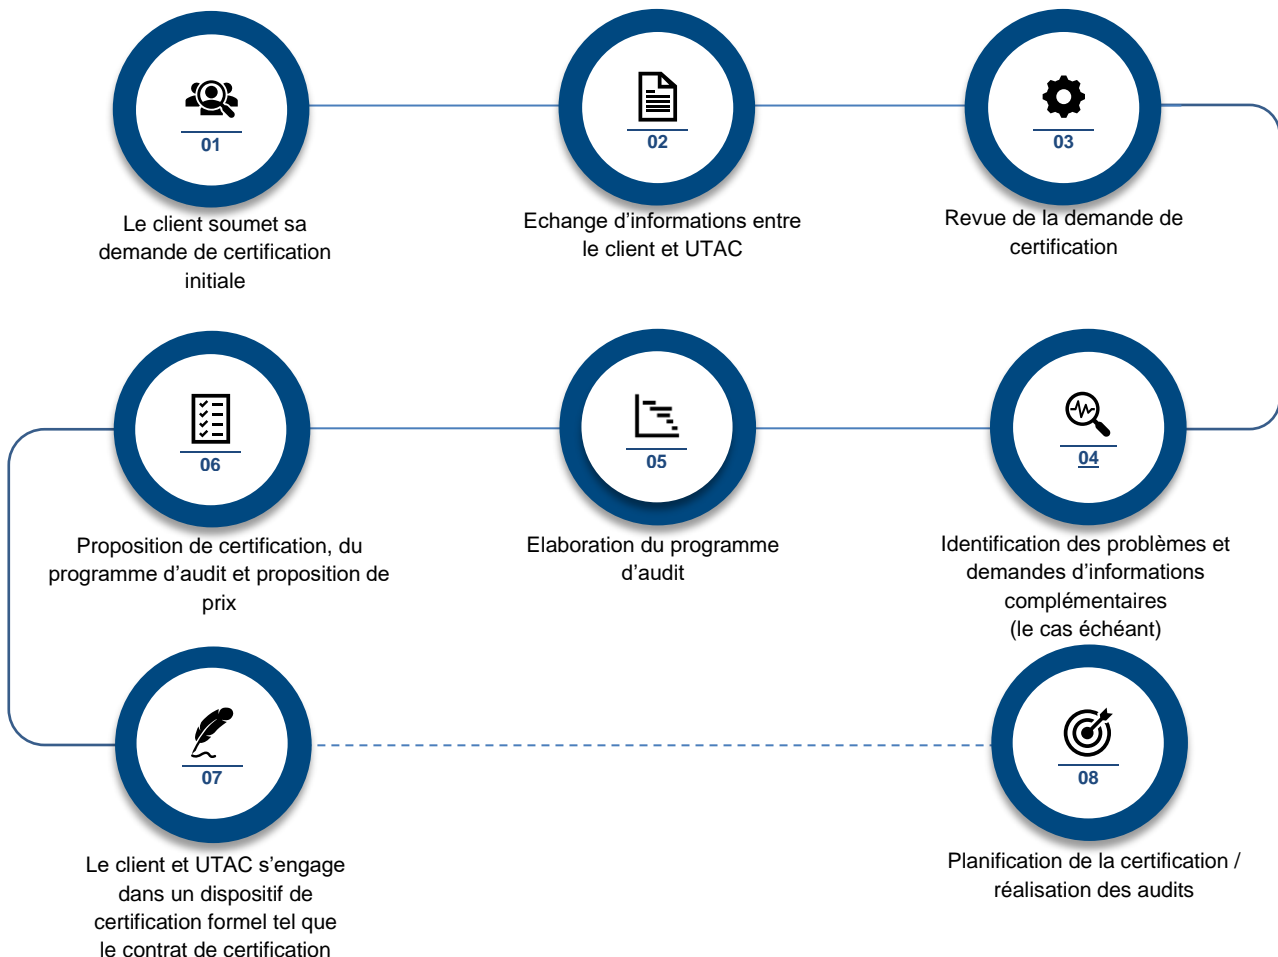 01
Le client soumet sa
demande de certification
initiale
02
Echange d'informations entre
le client et UTAC
03
Revue de la demande de
certification
04
Identification des problèmes et
demandes d'informations
complémentaires
(le cas échéant)
05
Elaboration du programme
d'audit
06
Proposition de certification, du
programme d'audit et proposition de
prix
07
Le client et UTAC s'engage
dans un dispositif de
certification formel tel que
le contrat de certification
08
Planification de la certification /
réalisation des audits